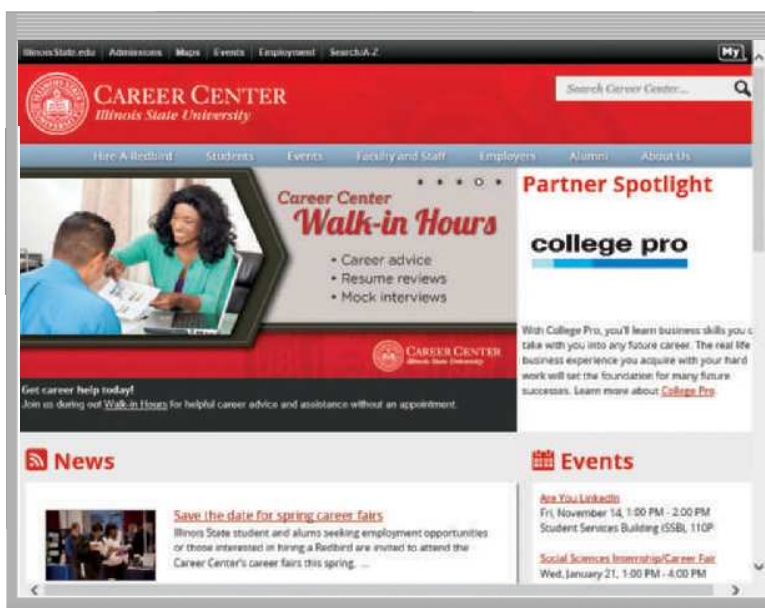 IllinoisState.edu Admissions Maps Events Employment Search/A-Z My
CAREER CENTER
Illinois State University
Search Career Center...
Hire-A-Redbird Students Events Faculty and Staff Employers Alumni About Us
Career Center
Walk-in Hours
• Career advice
• Resume reviews
• Mock interviews
CAREER CENTER
Illinois State University
Get career help today!
Join us during out Walk-in Hours for helpful career advice and assistance without an appointment.
Partner Spotlight
college pro
With College Pro, you'll learn business skills you c
take with you into any future career. The real life
business experience you acquire with your hard
work will set the foundation for many future
successes. Learn more about College Pro.
News
Save the date for spring career fairs
Illinois State student and alums seeking employment opportunities
or those interested in hiring a Redbird are invited to attend the
Career Center's career fairs this spring. ...
Events
Are You LinkedIn
Fri, November 14, 1:00 PM - 2:00 PM
Student Services Building (SSB), 110P
Social Sciences Internship/Career Fair
Wed, January 21, 1:00 PM - 4:00 PM